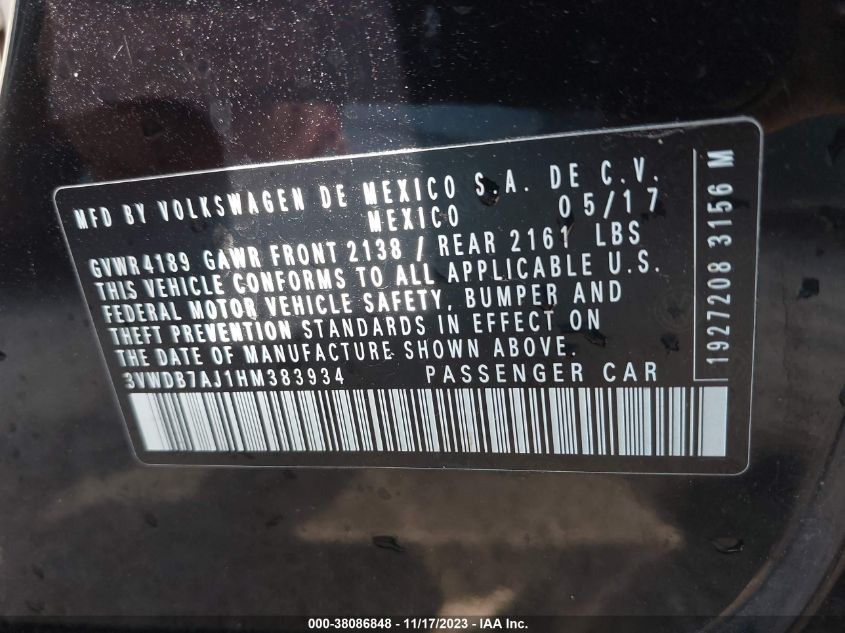 MFD BY VOLKSWAGEN DE MEXICO S.A. DE C.V.
MEXICO 05/17
GVWR4189 GAWR FRONT 2138 / REAR 2161 LBS
THIS VEHICLE CONFORMS TO ALL APPLICABLE U.S.
FEDERAL MOTOR VEHICLE SAFETY, BUMPER AND
THEFT PREVENTION STANDARDS IN EFFECT ON
THE DATE OF MANUFACTURE SHOWN ABOVE.
3VWDB7AJ1HM383934 PASSENGER CAR
1927208 3156 M
000-38086848 - 11/17/2023 - IAA Inc.